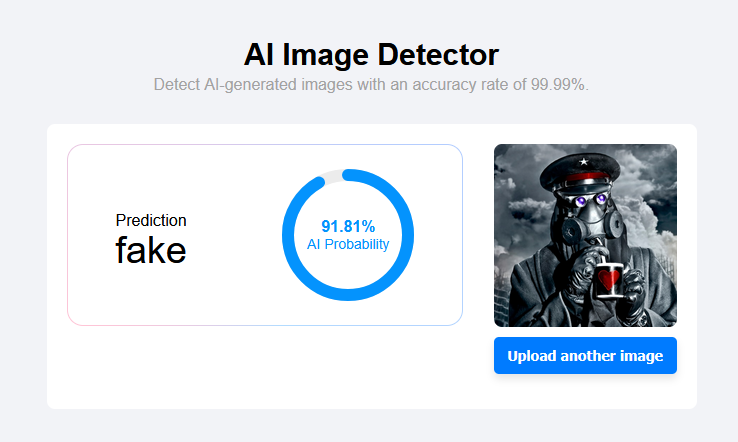 AI Image Detector
Detect AI-generated images with an accuracy rate of 99.99%.
Prediction
fake
91.81%
AI Probability
Upload another image